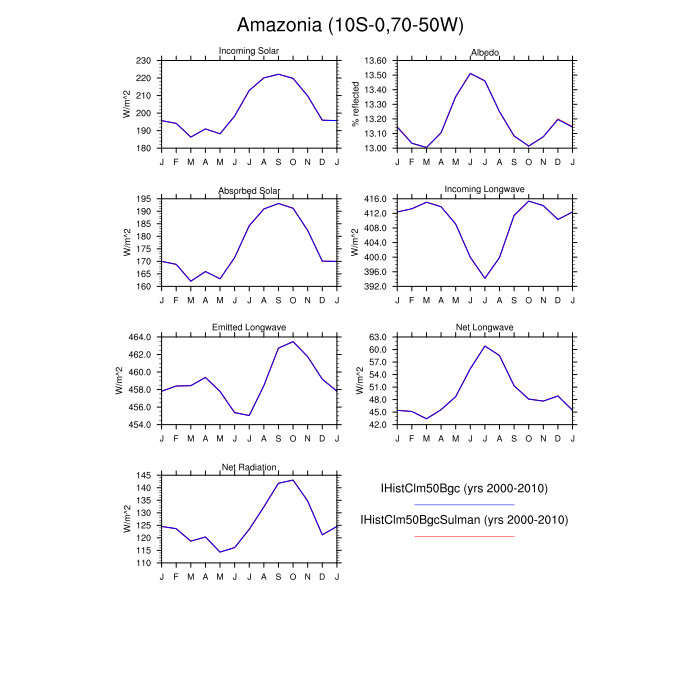 Amazonia (10S-0,70-50W)
Incoming Solar
W/m^2
230
220
210
200
190
180
J F M A M J J A S O N D J
Albedo
% reflected
13.60
13.50
13.40
13.30
13.20
13.10
13.00
J F M A M J J A S O N D J
Absorbed Solar
W/m^2
195
190
185
180
175
170
165
160
J F M A M J J A S O N D J
Incoming Longwave
W/m^2
416.0
412.0
408.0
404.0
400.0
396.0
392.0
J F M A M J J A S O N D J
Emitted Longwave
W/m^2
464.0
462.0
460.0
458.0
456.0
454.0
J F M A M J J A S O N D J
Net Longwave
W/m^2
63.0
60.0
57.0
54.0
51.0
48.0
45.0
42.0
J F M A M J J A S O N D J
Net Radiation
W/m^2
145
140
135
130
125
120
115
110
J F M A M J J A S O N D J
IHistClm50Bgc (yrs 2000-2010)
IHistClm50BgcSulman (yrs 2000-2010)